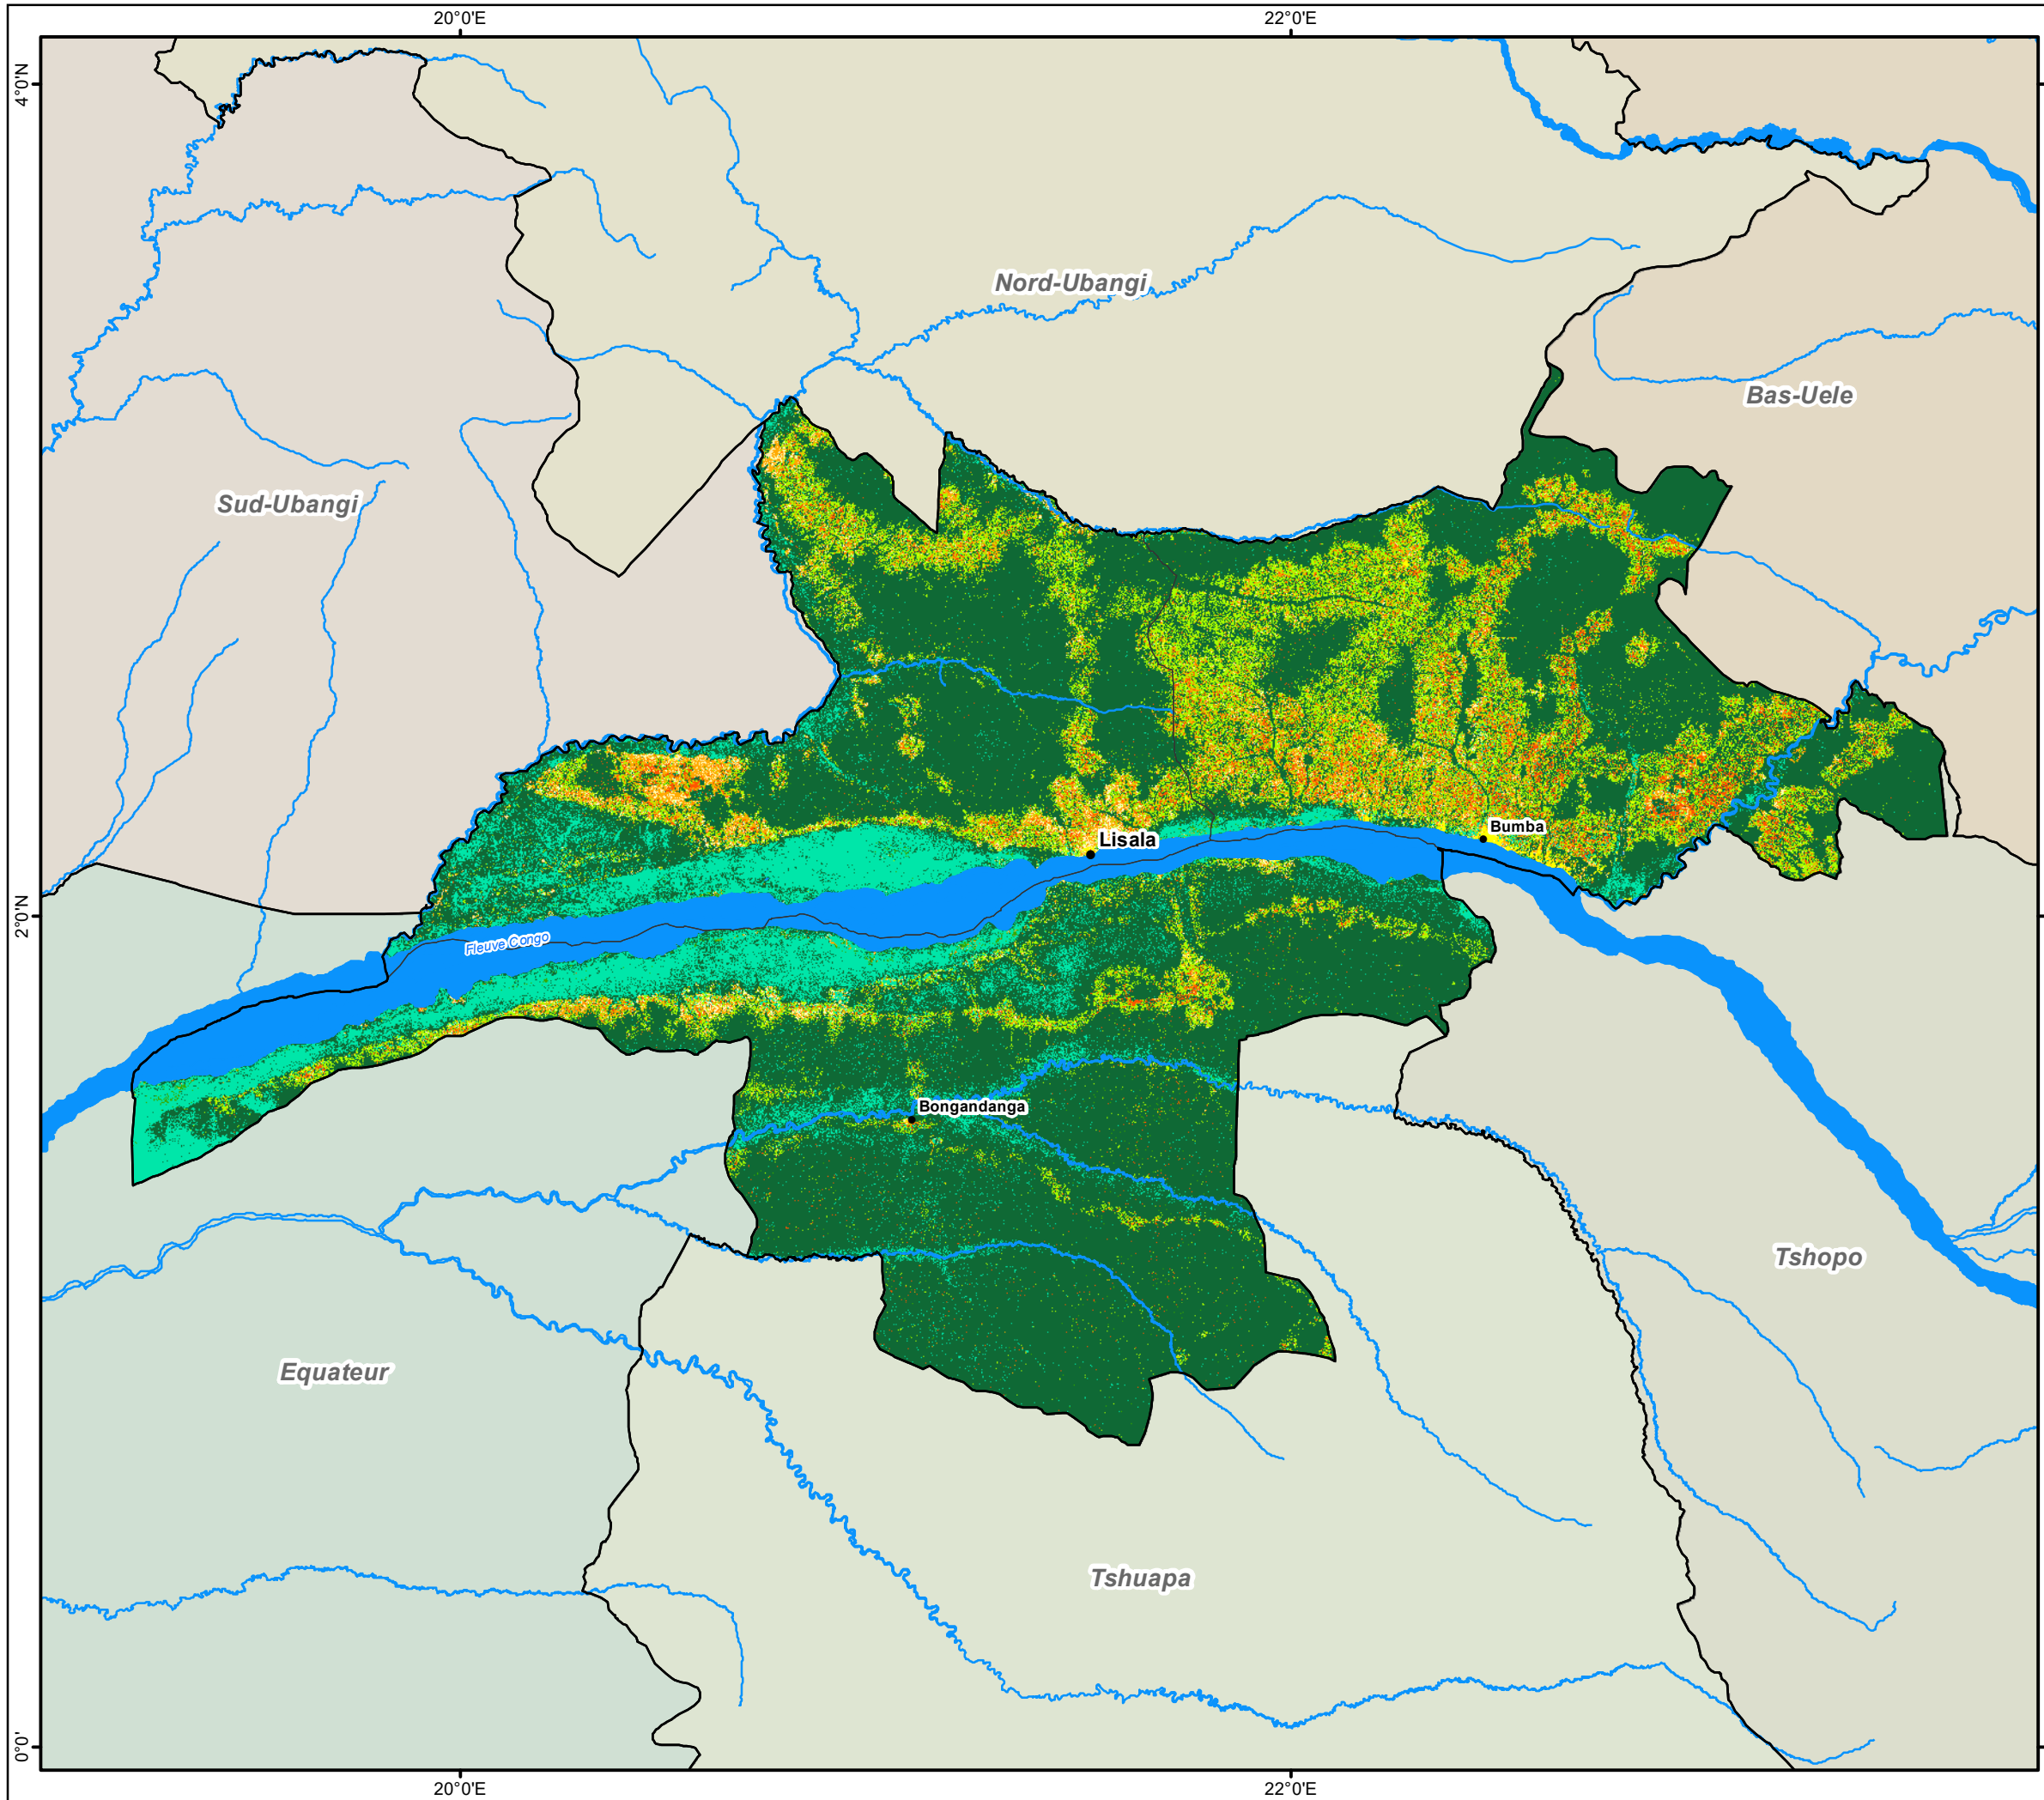 20°0'E
22°0'E
4°0'N
Nord-Ubangi
Bas-Uele
Sud-Ubangi
Bumba
Lisala
2°0'N
Fleuve Congo
Bongandanga
Tshopo
Equateur
Tshuapa
0°0'
20°0'E
22°0'E